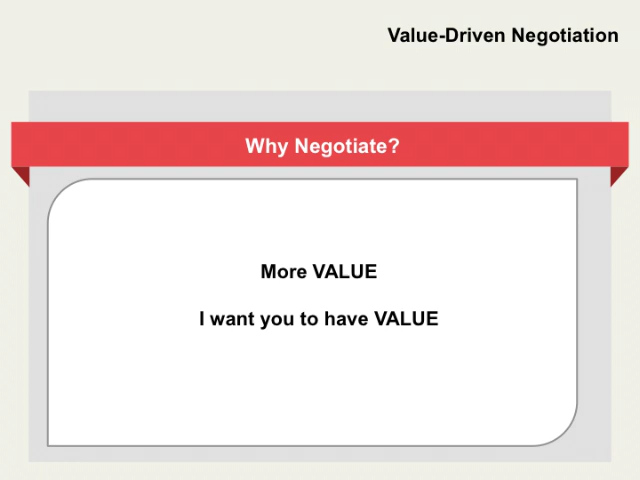 Value-Driven Negotiation
Why Negotiate?
More VALUE
I want you to have VALUE